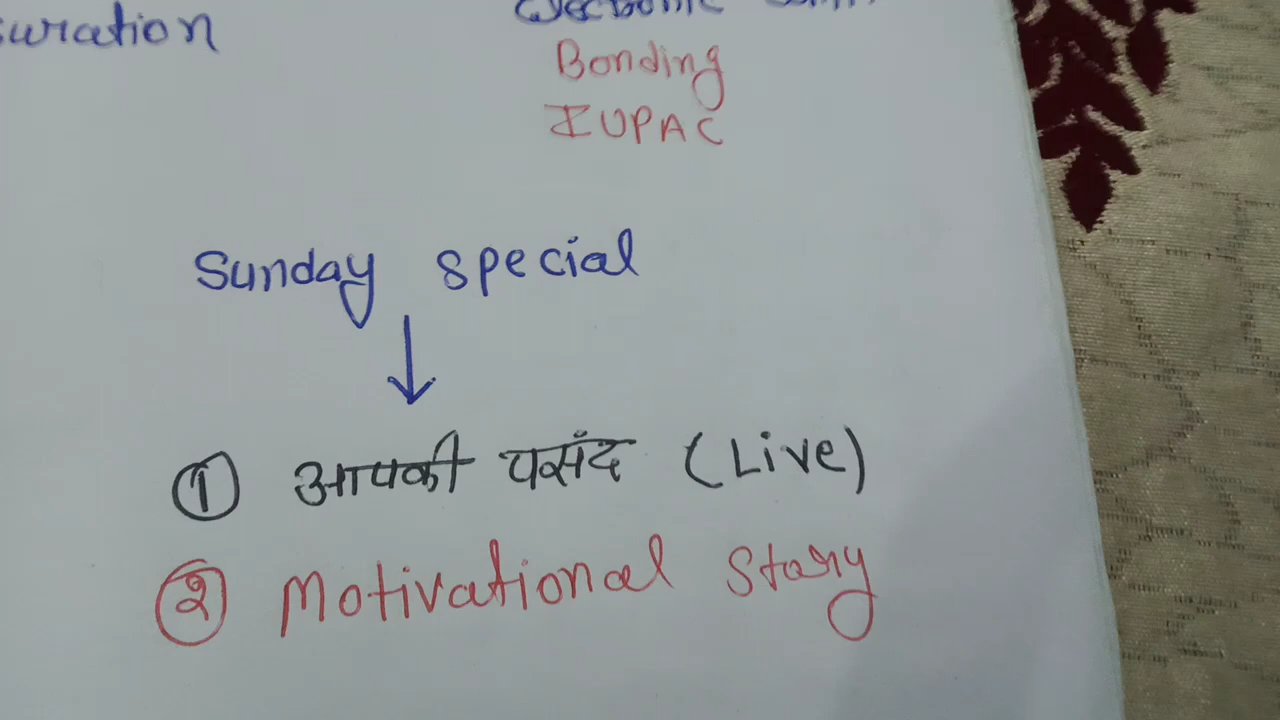 Bonding
IUPAC
Sunday special
↓
① आपकी पसंद (Live)
② Motivational Story